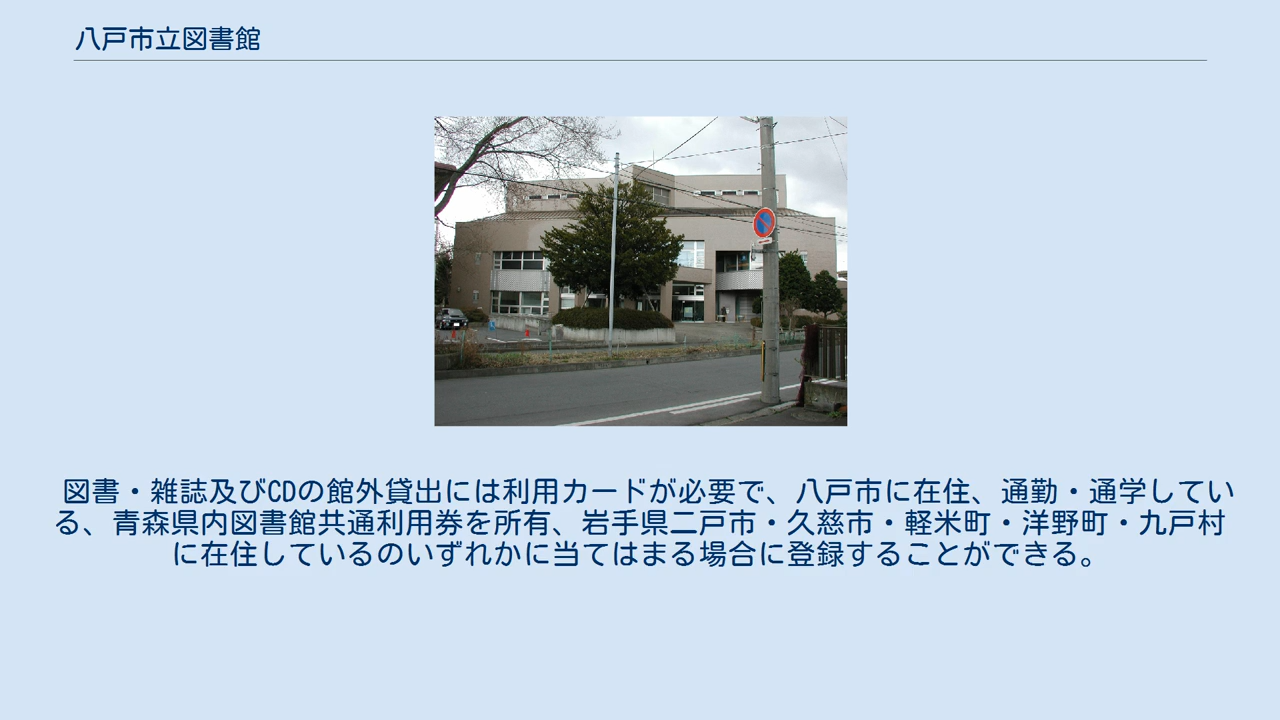 八戸市立図書館
図書・雑誌及びCDの館外貸出には利用カードが必要で、八戸市に在住、通勤・通学してい
る、青森県内図書館共通利用券を所有、岩手県二戸市・久慈市・軽米町・洋野町・九戸村
に在住しているのいずれかに当てはまる場合に登録することができる。